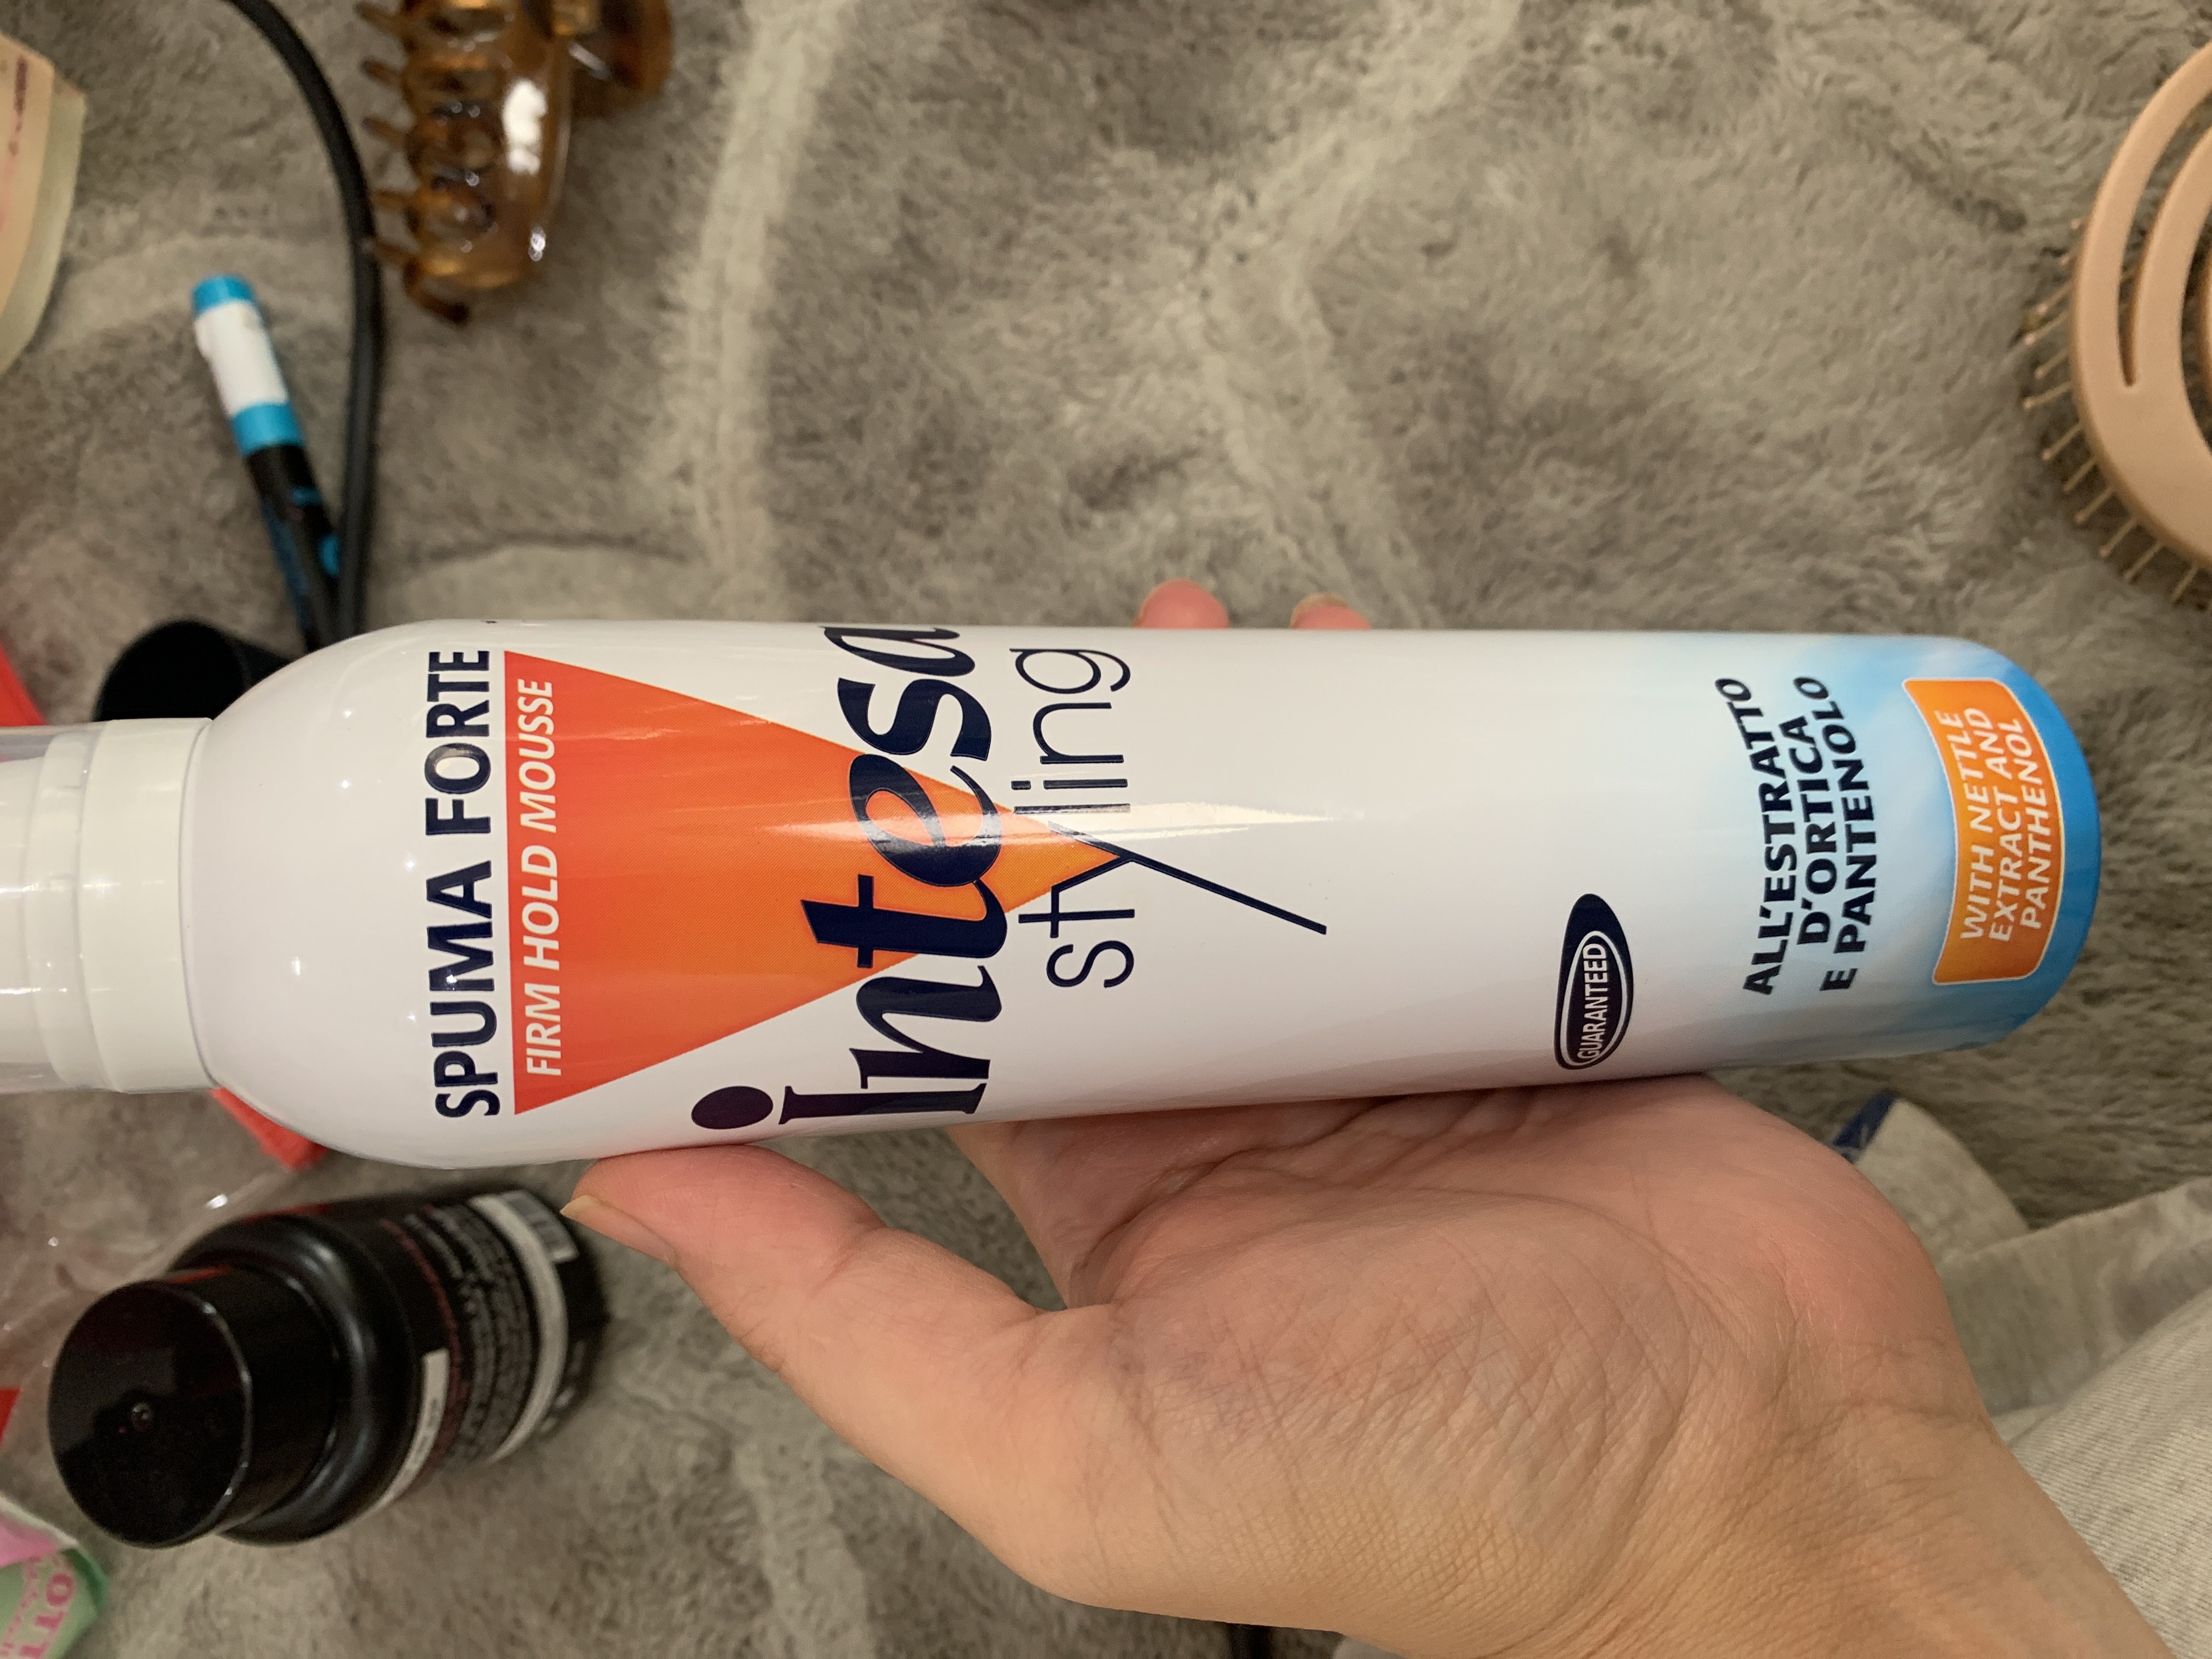 SPUMA FORTE
FIRM HOLD MOUSSE
intesa
styling
GUARANTEED
ALL'ESTRATTO
D'ORTICA
E PANTENOLO
WITH NETTLE
EXTRACT AND
PANTHENOL